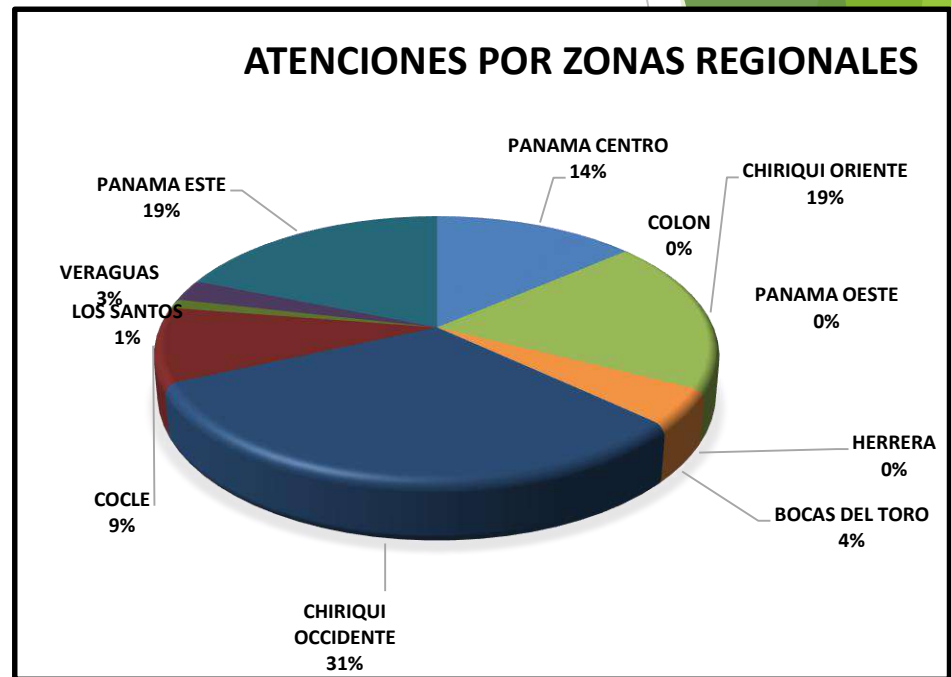 ATENCIONES POR ZONAS REGIONALES
PANAMA CENTRO
14%
CHIRIQUI ORIENTE
19%
COLON
0%
PANAMA OESTE
0%
HERRERA
0%
BOCAS DEL TORO
4%
CHIRIQUI
OCCIDENTE
31%
COCLE
9%
LOS SANTOS
1%
VERAGUAS
3%
PANAMA ESTE
19%